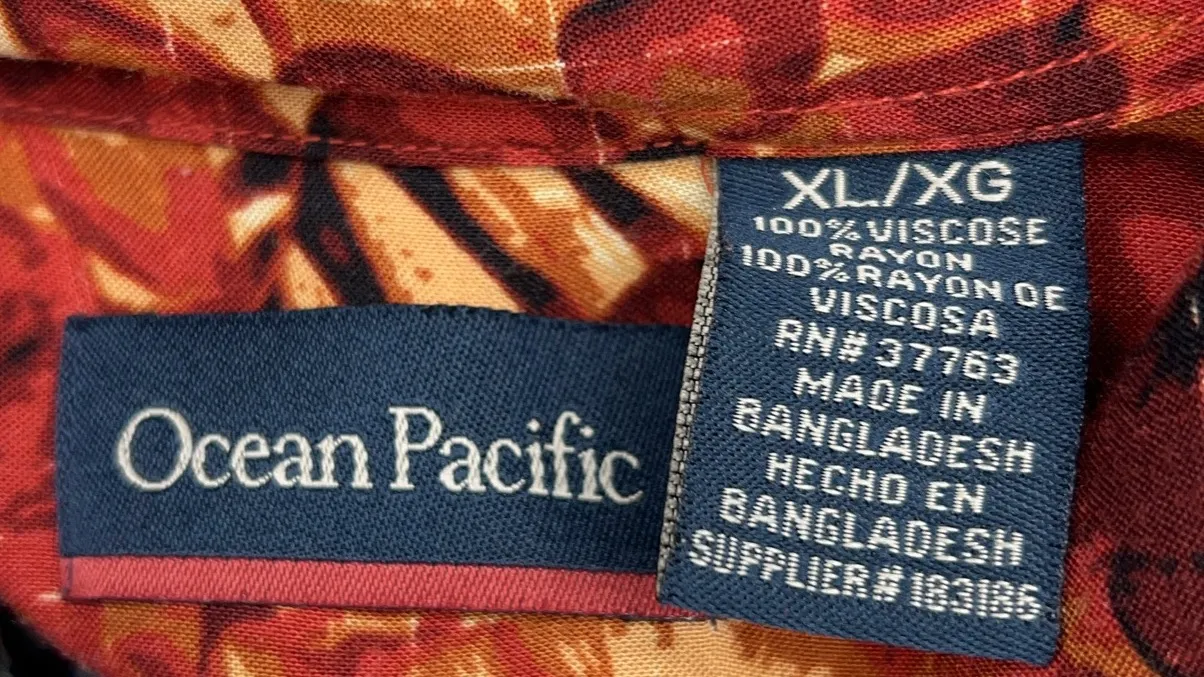 Ocean Pacific
XL/XG
100% VISCOSE
RAYON
100% RAYON DE
VISCOSA
RN# 37763
MADE IN
BANGLADESH
HECHO EN
BANGLADESH
SUPPLIER# 183186